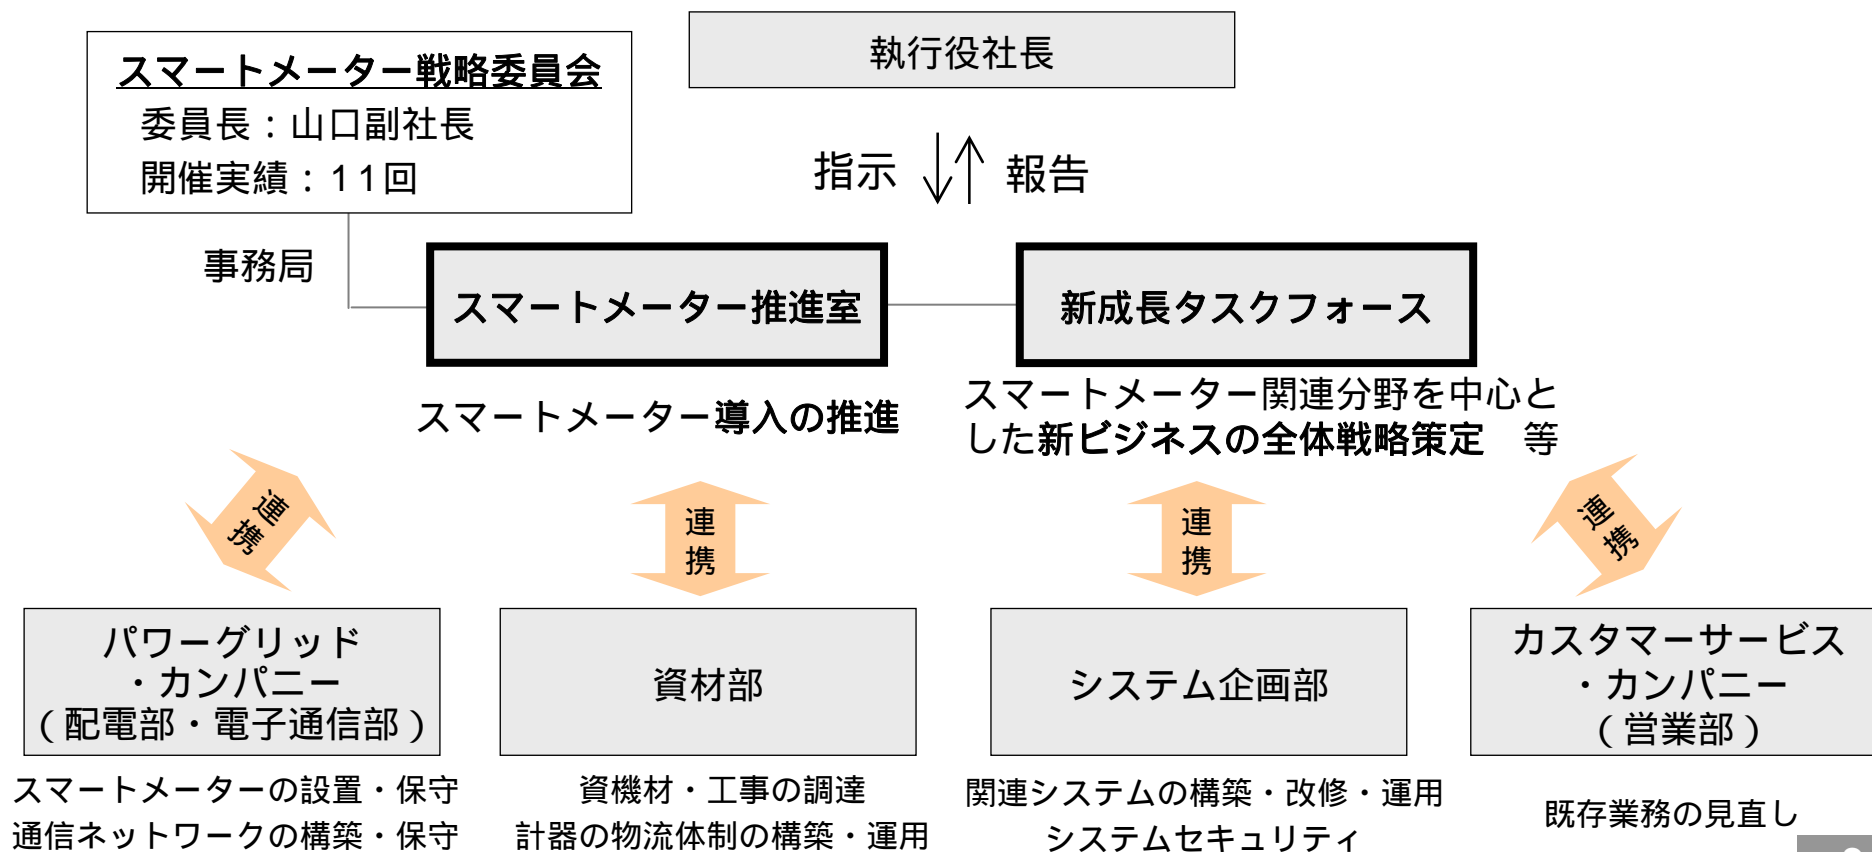 執行役社長
スマートメーター戦略委員会
委員長：山口副社長
開催実績：11回
指示
報告
事務局
スマートメーター推進室
新成長タスクフォース
スマートメーター導入の推進
スマートメーター関連分野を中心と
した新ビジネスの全体戦略策定　等
連携
連携
連携
連携
パワーグリッド
・カンパニー
（配電部・電子通信部）
資材部
システム企画部
カスタマーサービス
・カンパニー
（営業部）
スマートメーターの設置・保守
通信ネットワークの構築・保守
資機材・工事の調達
計器の物流体制の構築・運用
関連システムの構築・改修・運用
システムセキュリティ
既存業務の見直し